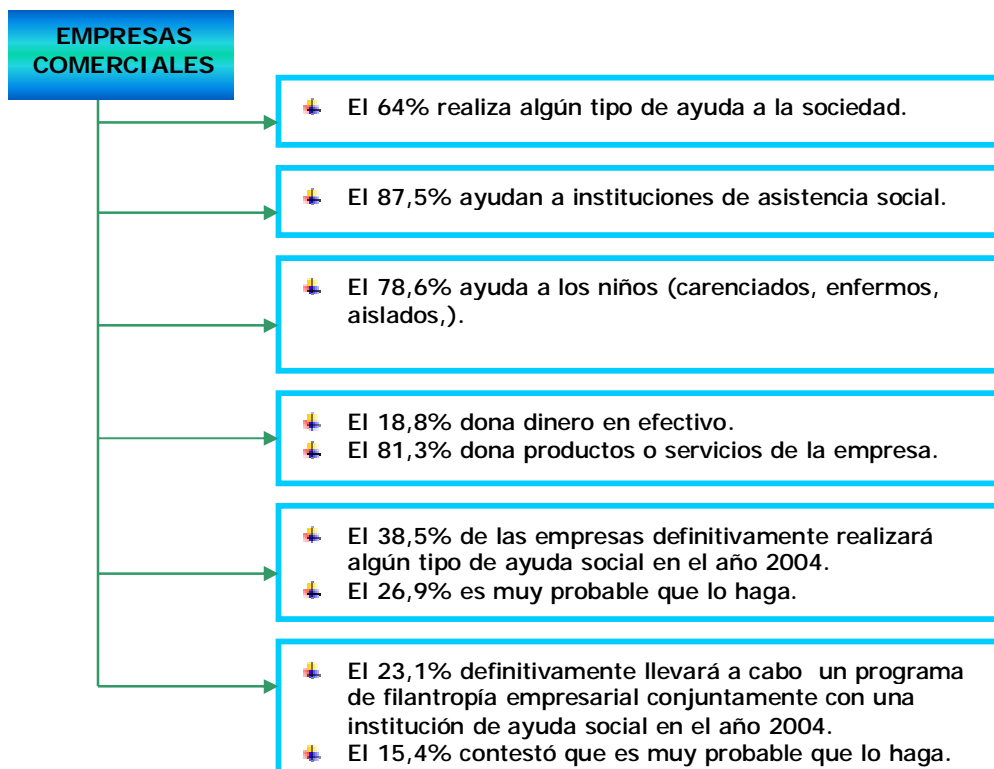 EMPRESAS
COMERCIALES
El 64% realiza algún tipo de ayuda a la sociedad.
El 87,5% ayudan a instituciones de asistencia social.
El 78,6% ayuda a los niños (carenciados, enfermos,
aislados,).
El 18,8% dona dinero en efectivo.
El 81,3% dona productos o servicios de la empresa.
El 38,5% de las empresas definitivamente realizará
algún tipo de ayuda social en el año 2004.
El 26,9% es muy probable que lo haga.
El 23,1% definitivamente llevará a cabo un programa
de filantropía empresarial conjuntamente con una
institución de ayuda social en el año 2004.
El 15,4% contestó que es muy probable que lo haga.